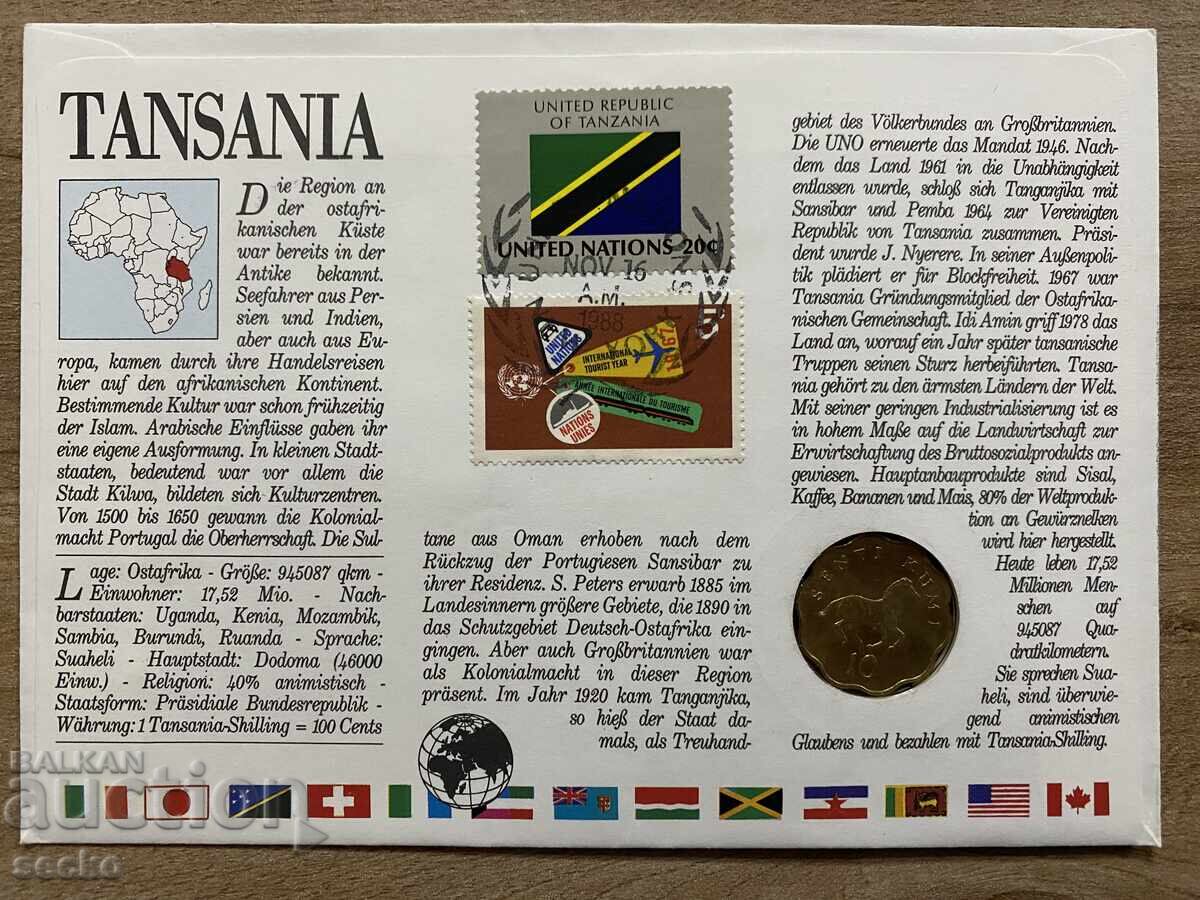 TANSANIA
Die Region an
der ostafri-
kanischen Küste
war bereits in der
Antike bekannt.
Seefahrer aus Per-
sien und Indien,
aber auch aus Eu-
ropa, kamen durch ihre Handelsreisen
hier auf den afrikanischen Kontinent.
Bestimmende Kultur war schon frühzeitig
der Islam. Arabische Einflüsse gaben ihr
eine eigene Ausformung. In kleinen Stadt-
staaten, bedeutend war vor allem die
Stadt Kilwa, bildeten sich Kulturzentren.
Von 1500 bis 1650 gewann die Kolonial-
macht Portugal die Oberherrschaft. Die Sul-
Lage: Ostafrika - Größe: 945087 qkm -
Einwohner: 17,52 Mio. - Nach-
barstaaten: Uganda, Kenia, Mozambik,
Sambia, Burundi, Ruanda - Sprache:
Suaheli - Hauptstadt: Dodoma (46000
Einw.) - Religion: 40% animistisch -
Staatsform: Präsidiale Bundesrepublik -
Währung: 1 Tansania-Shilling = 100 Cents
UNITED REPUBLIC
OF TANZANIA
UNITED NATIONS 20¢
NOV 16
A.M.
1988
UNITED
NATIONS
INTERNATIONAL
TOURIST YEAR
1967
ANNÉE INTERNATIONALE DU TOURISME
NATIONS
UNIES
tane aus Oman erhoben nach dem
Rückzug der Portugiesen Sansibar zu
ihrer Residenz. S. Peters erwarb 1885 im
Landesinnern größere Gebiete, die 1890 in
das Schutzgebiet Deutsch-Ostafrika ein-
gingen. Aber auch Großbritannien war
als Kolonialmacht in dieser Region
präsent. Im Jahr 1920 kam Tanganjika,
so hieß der Staat da-
mals, als Treuhand-
gebiet des Völkerbundes an Großbritannien.
Die UNO erneuerte das Mandat 1946. Nach-
dem das Land 1961 in die Unabhängigkeit
entlassen wurde, schloß sich Tanganjika mit
Sansibar und Pemba 1964 zur Vereinigten
Republik von Tansania zusammen. Präsi-
dent wurde J. Nyerere. In seiner Außenpoli-
tik plädiert er für Blockfreiheit. 1967 war
Tansania Gründungsmitglied der Ostafrika-
nischen Gemeinschaft. Idi Amin griff 1978 das
Land an, worauf ein Jahr später tansanische
Truppen seinen Sturz herbeiführten. Tansa-
nia gehört zu den ärmsten Ländern der Welt.
Mit seiner geringen Industrialisierung ist es
in hohem Maße auf die Landwirtschaft zur
Erwirtschaftung des Bruttosozialprodukts an-
gewiesen. Hauptanbauprodukte sind Sisal,
Kaffee, Bananen und Mais, 80% der Weltproduk-
tion an Gewürznelken
wird hier hergestellt.
Heute leben 17,52
Millionen Men-
schen auf
945087 Qua-
dratkilometern.
Sie sprechen Sua-
heli, sind überwie-
gend animistischen
Glaubens und bezahlen mit Tansania-Shilling.
SENTI KUMI
10
BALKAN
auction
secko